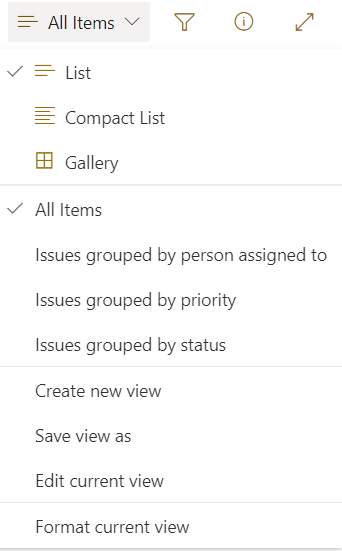 All Items
List
Compact List
Gallery
All Items
Issues grouped by person assigned to
Issues grouped by priority
Issues grouped by status
Create new view
Save view as
Edit current view
Format current view